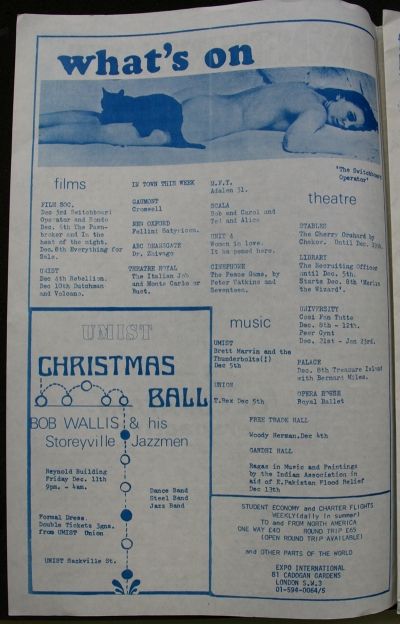 what's on
'The Switchboard
Operator'
films
FILM SOC.
Dec 3rd Switchboard
Operator and Hondo
Dec. 6th The Pawn-
broker and In the
heat of the night.
Dec.8th Everything for
Sale.
UMIST
Dec 4th Rebellion.
Dec 10th Dutchman
and Volcano.
IN TOWN THIS WEEK
GAUMONT
Cromwell
NEW OXFORD
Fellini Satyricon.
ABC DEANSGATE
Dr. Zhivago
THEATRE ROYAL
The Italian Job
and Monte Carlo or
Bust.
N.F.T.
Adalen 31.
SCALA
Bob and Carol and
Ted and Alice
UNIT 4
Women in love.
If he hears here.
CINEPHONE
The Peace Game, by
Peter Watkins and
Seventeen.
theatre
STABLES
The Cherry Orchard by
Chekov. Until Dec. 19th.
LIBRARY
The Recruiting Officer
until Dec. 5th.
Starts Dec. 8th 'Merlin
the Wizard'.
UNIVERSITY
Cosi Fan Tutte
Dec. 8th - 12th.
Peer Gynt
Dec. 21st - Jan 23rd.
PALACE
Dec. 8th Treasure Island
with Bernard Miles.
OPERA HOUSE
Royal Ballet
music
UMIST
Brett Marvin and the
Thunderbolts(!)
Dec 5th
UNION
T.Rex Dec 5th
FREE TRADE HALL
Woody Herman.Dec 4th
GANDHI HALL
Ragas in Music and Paintings
by the Indian Association in
aid of E.Pakistan Flood Relief
Dec 13th
UMIST
CHRISTMAS
BALL
BOB WALLIS & his
Storeyville Jazzmen
Reynold Building
Friday Dec. 11th
9pm. - 4am.
Dance Band
Steel Band
Jazz Band
Formal Dress.
Double Tickets 3gns.
from UMIST Union
UMIST Sackville St.
STUDENT ECONOMY and CHARTER FLIGHTS
WEEKLY(daily in summer)
TO and FROM NORTH AMERICA
ONE WAY £40 ROUND TRIP £65
(OPEN ROUND TRIP AVAILABLE)
and OTHER PARTS OF THE WORLD
EXPO INTERNATIONAL
81 CADOGAN GARDENS
LONDON S.W.3
01-594-0064/5